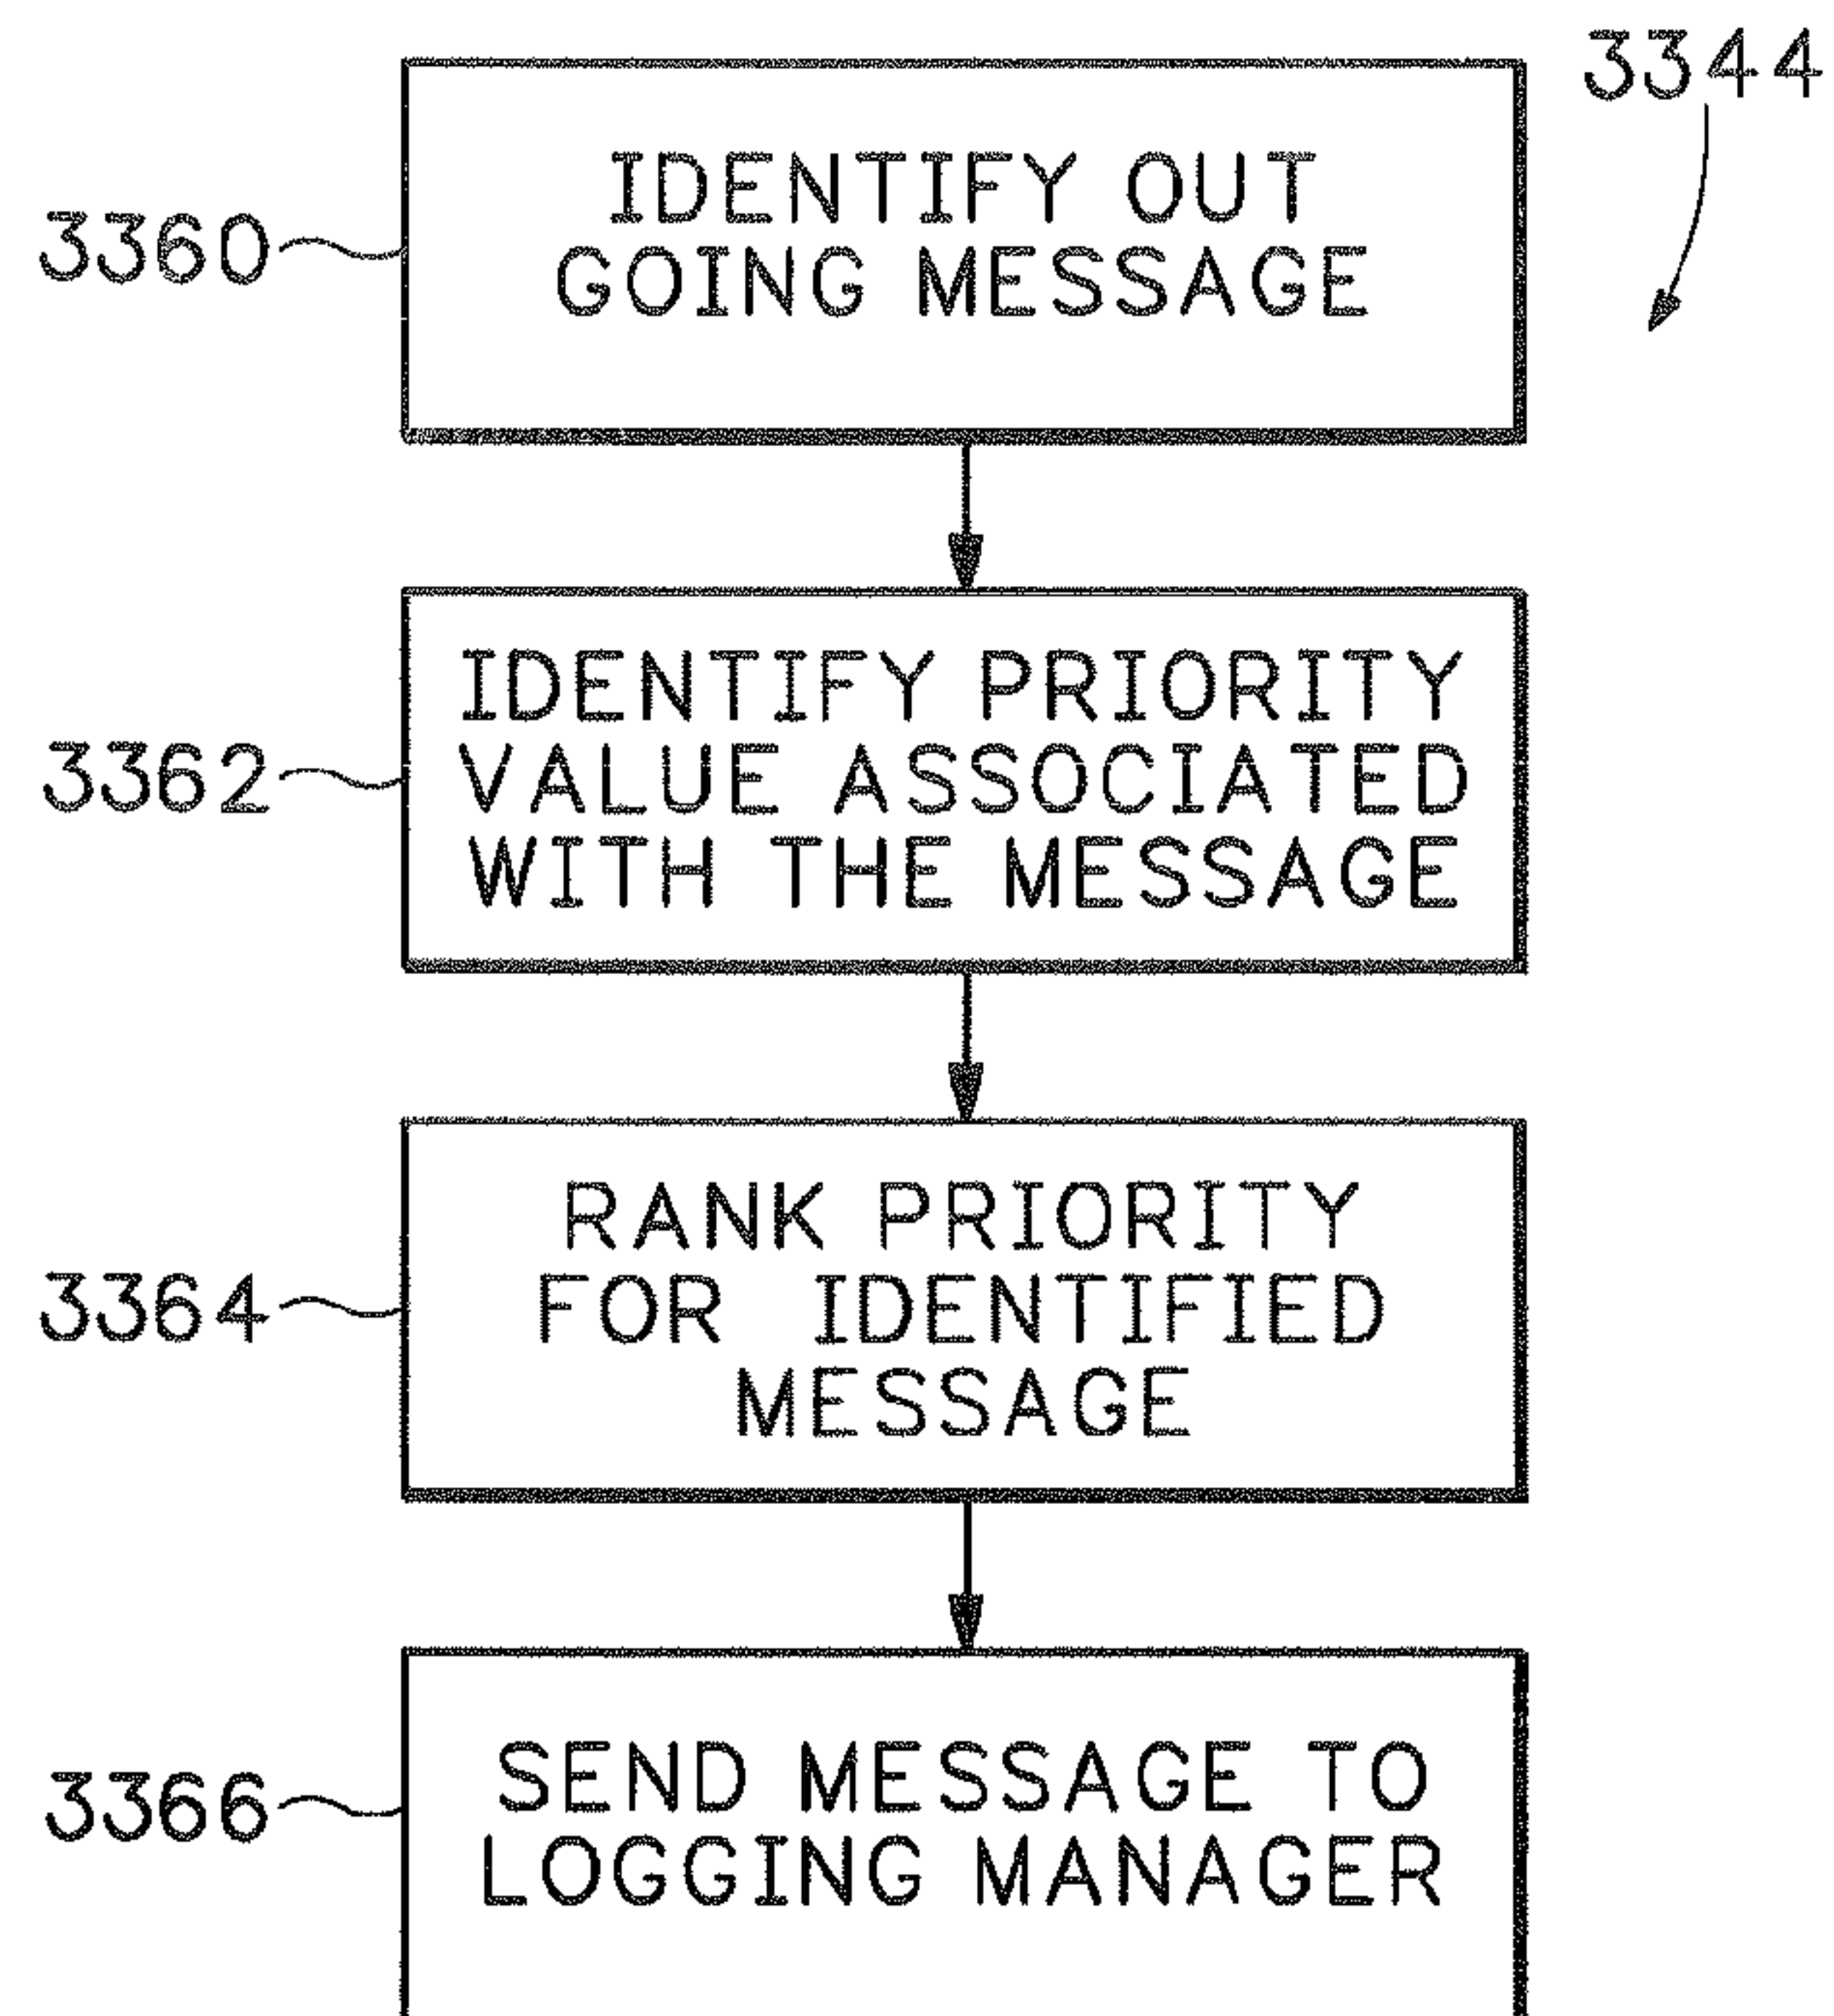 3344
3360
IDENTIFY OUT
GOING MESSAGE
3362
IDENTIFY PRIORITY
VALUE ASSOCIATED
WITH THE MESSAGE
3364
RANK PRIORITY
FOR IDENTIFIED
MESSAGE
3366
SEND MESSAGE TO
LOGGING MANAGER